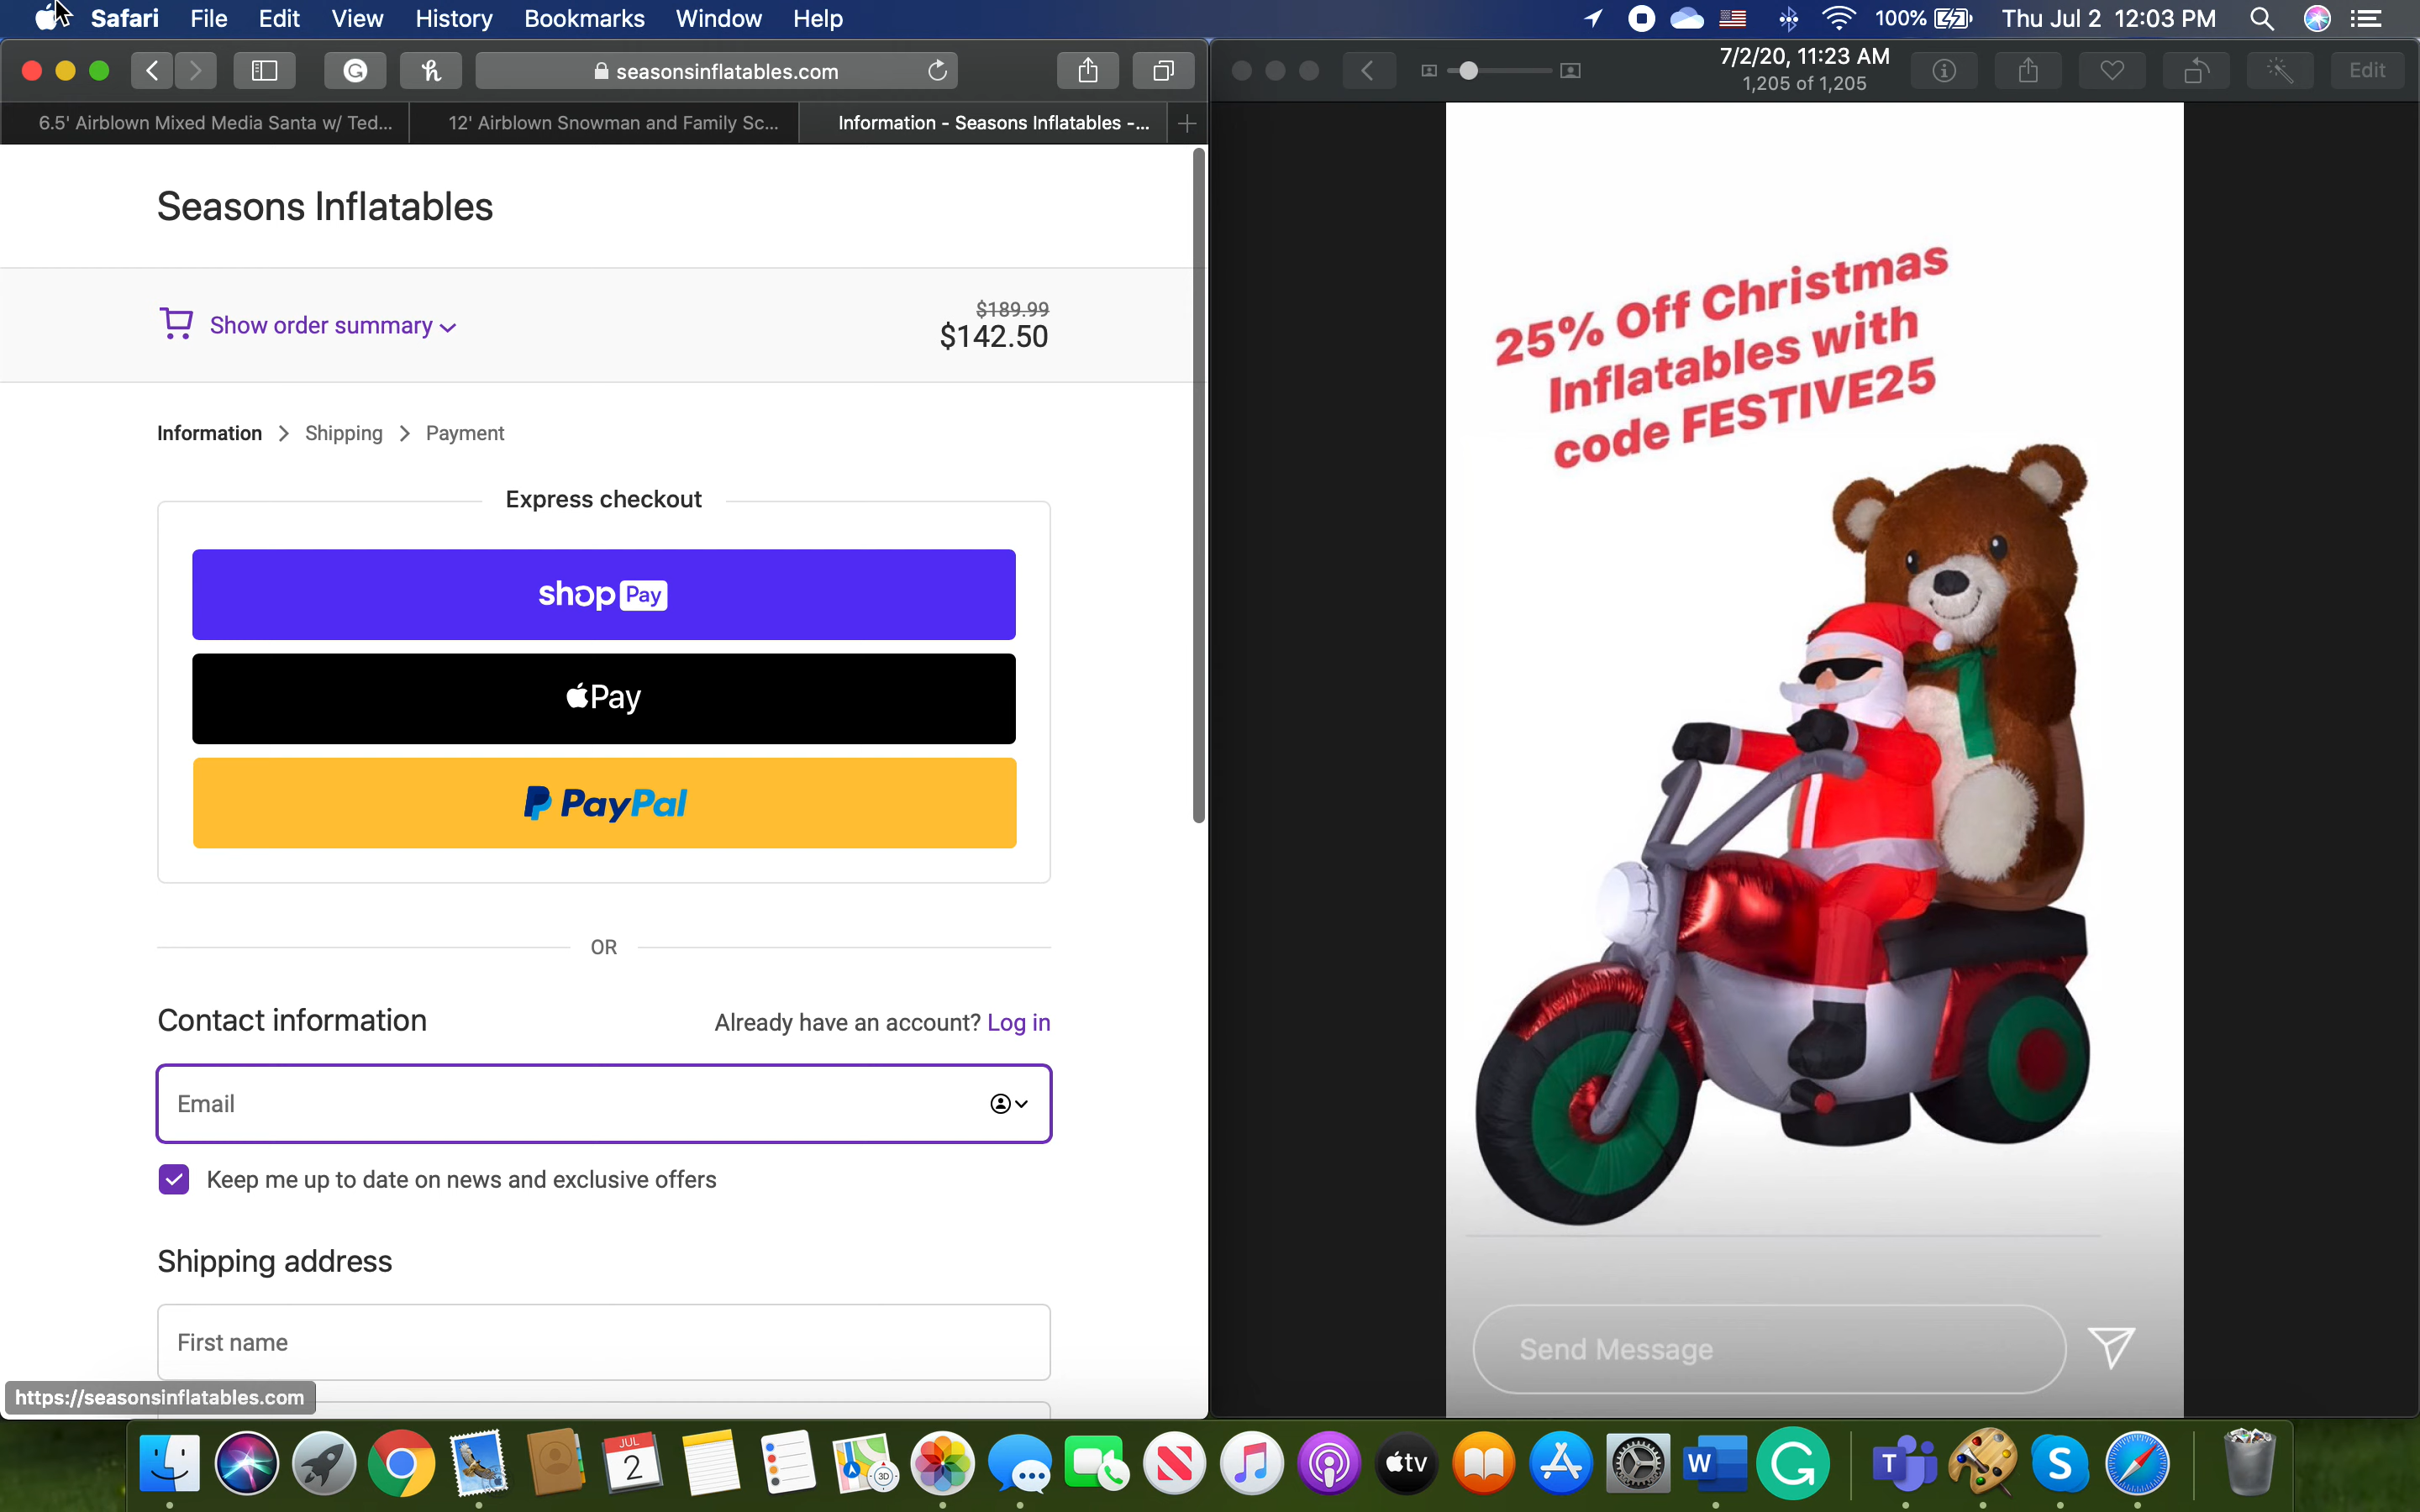 Safari File Edit View History Bookmarks Window Help
100% Thu Jul 2 12:03 PM
seasonsinflatables.com
6.5' Airblown Mixed Media Santa w/ Ted...
12' Airblown Snowman and Family Sc...
Information - Seasons Inflatables -...
Seasons Inflatables
Show order summary
$189.99
$142.50
Information > Shipping > Payment
Express checkout
shop Pay
Pay
PayPal
OR
Contact information
Already have an account? Log in
Email
Keep me up to date on news and exclusive offers
Shipping address
First name
https://seasonsinflatables.com
7/2/20, 11:23 AM
1,205 of 1,205
Edit
25% Off Christmas
Inflatables with
code FESTIVE25
Send Message
JUL
2
3D
tv
W
T
S